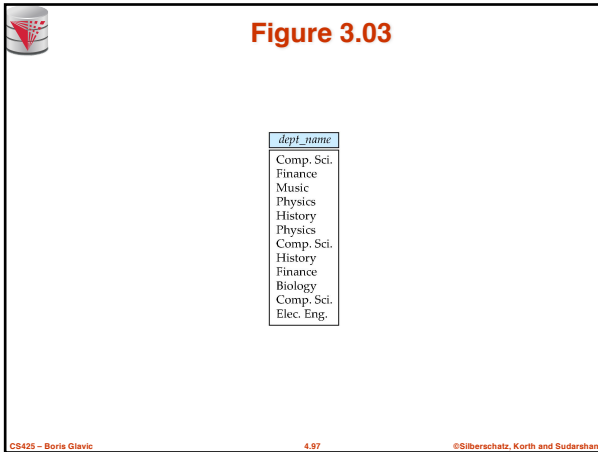 Figure 3.03
dept_name
Comp. Sci.
Finance
Music
Physics
History
Physics
Comp. Sci.
History
Finance
Biology
Comp. Sci.
Elec. Eng.
CS425 – Boris Glavic 4.97 ©Silberschatz, Korth and Sudarshan